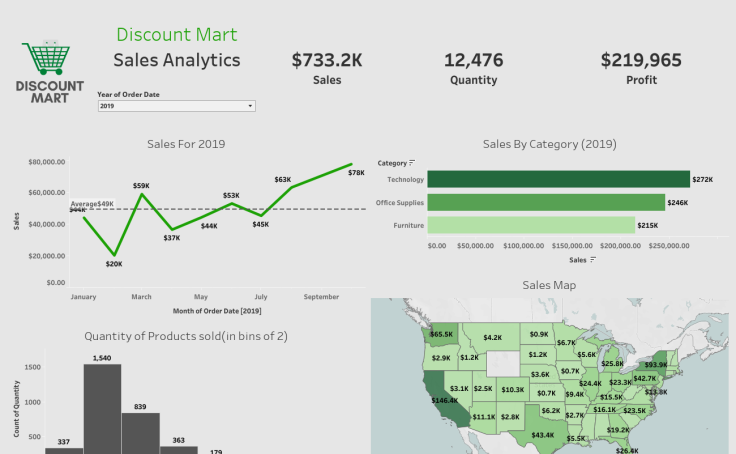 Discount Mart
Sales Analytics
DISCOUNT
MART
Year of Order Date
2019
$733.2K
Sales
12,476
Quantity
$219,965
Profit
Sales For 2019
$80,000.00
$60,000.00
$40,000.00
$20,000.00
$0.00
Sales
Average$49K
$20K
$59K
$37K
$44K
$53K
$45K
$63K
$78K
January
March
May
July
September
Month of Order Date [2019]
Sales By Category (2019)
Category
Technology
$272K
Office Supplies
$246K
Furniture
$215K
$0.00
$50,000.00
$100,000.00
$150,000.00
$200,000.00
$250,000.00
Sales
Quantity of Products sold(in bins of 2)
Count of Quantity
1500
1000
500
337
1,540
839
363
179
Sales Map
$65.5K
$4.2K
$0.9K
$6.7K
$2.9K
$1.2K
$1.2K
$5.6K
$25.8K
$93.9K
$3.6K
$0.7K
$42.7K
$3.1K
$2.5K
$10.3K
$0.7K
$9.4K
$24.4K
$23.3K
$13.8K
$146.4K
$15.5K
$11.1K
$2.8K
$6.2K
$2.7K
$16.1K
$23.5K
$19.2K
$43.4K
$5.5K
$26.4K